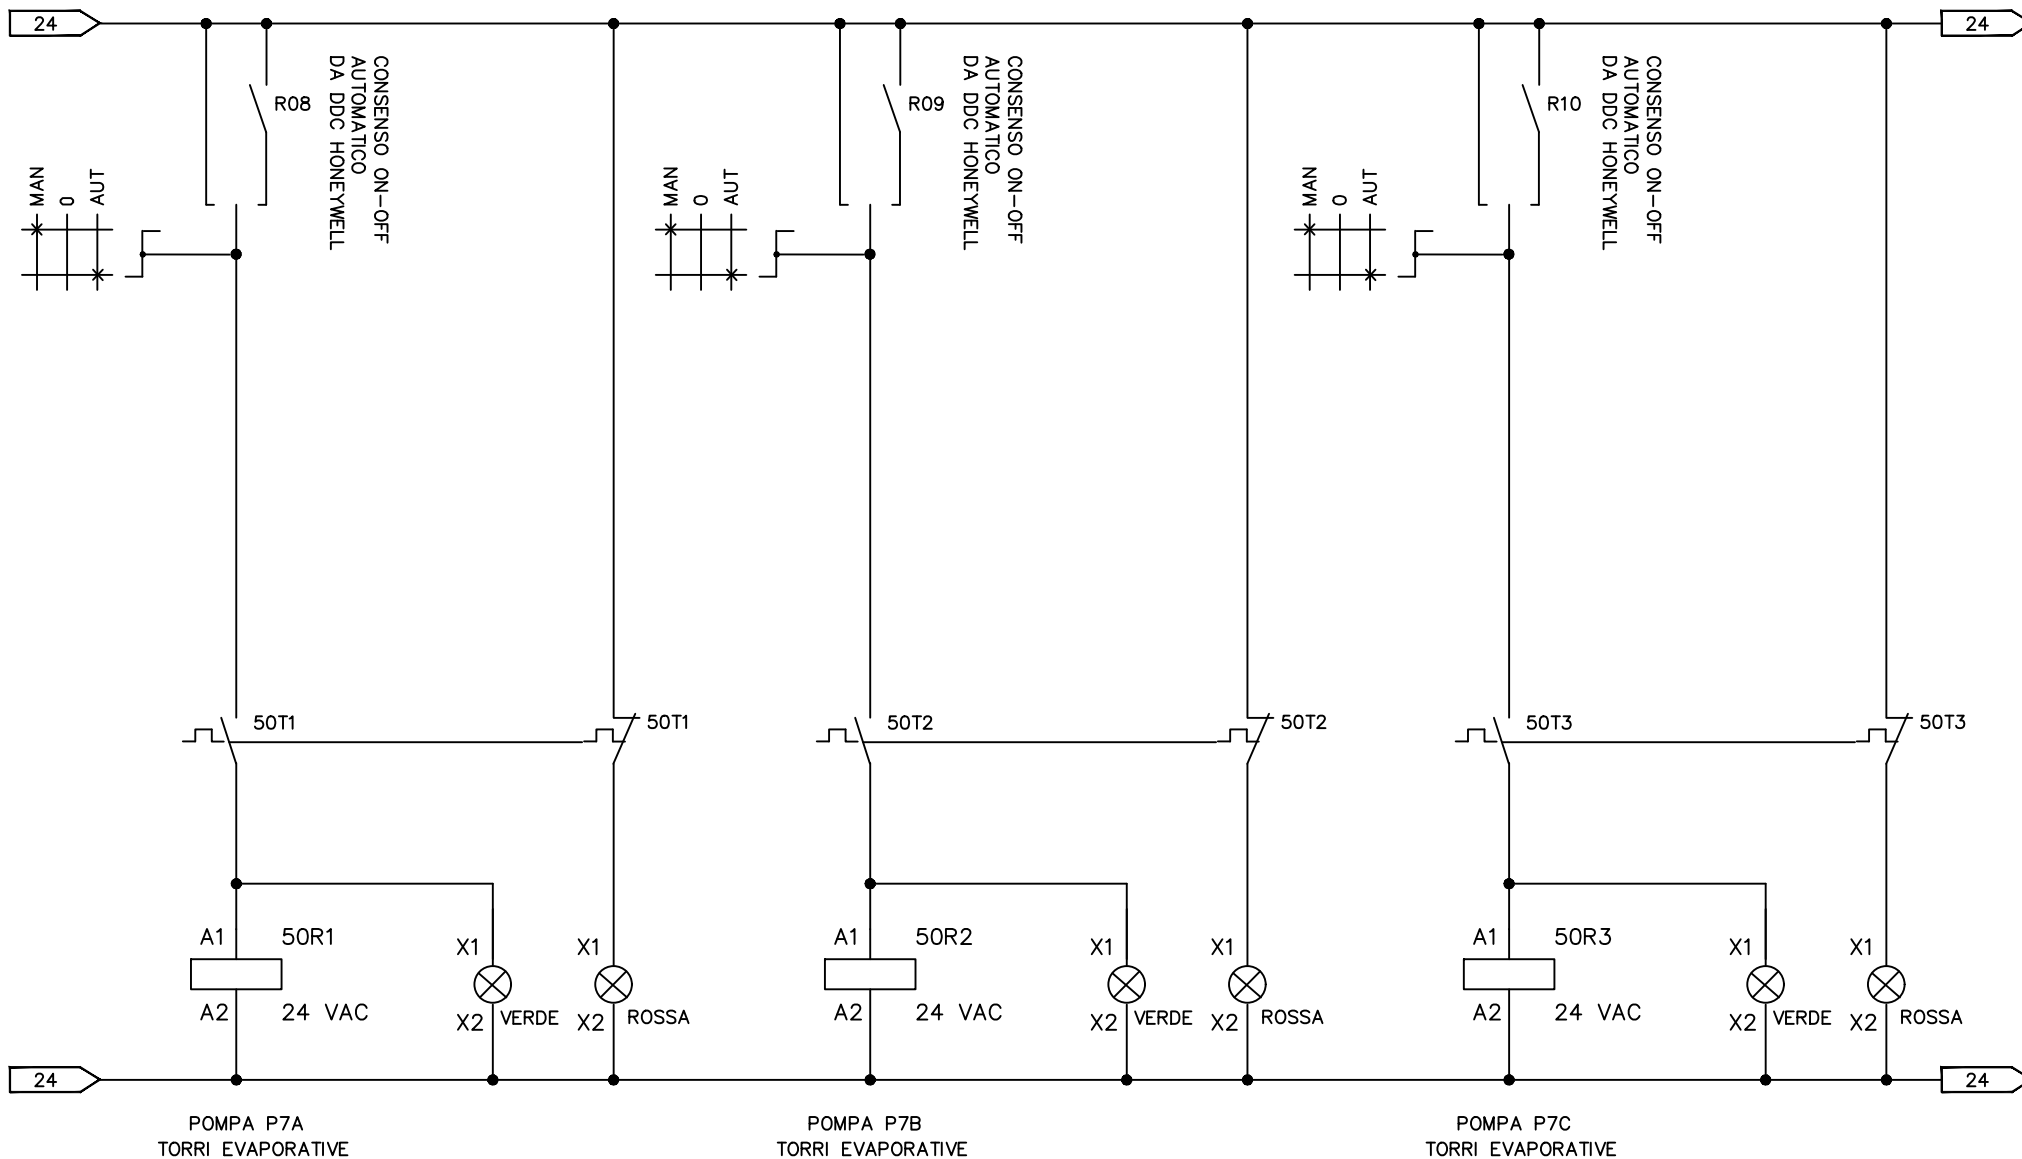 24
24
R08
CONSENSO ON-OFF
AUTOMATICO
DA DDC HONEYWELL
MAN
0
AUT
R09
CONSENSO ON-OFF
AUTOMATICO
DA DDC HONEYWELL
MAN
0
AUT
R10
CONSENSO ON-OFF
AUTOMATICO
DA DDC HONEYWELL
MAN
0
AUT
50T1
50T1
50T2
50T2
50T3
50T3
A1
50R1
A2
24 VAC
X1
X2
VERDE
X1
X2
ROSSA
A1
50R2
A2
24 VAC
X1
X2
VERDE
X1
X2
ROSSA
A1
50R3
A2
24 VAC
X1
X2
VERDE
X1
X2
ROSSA
24
24
POMPA P7A
TORRI EVAPORATIVE
POMPA P7B
TORRI EVAPORATIVE
POMPA P7C
TORRI EVAPORATIVE